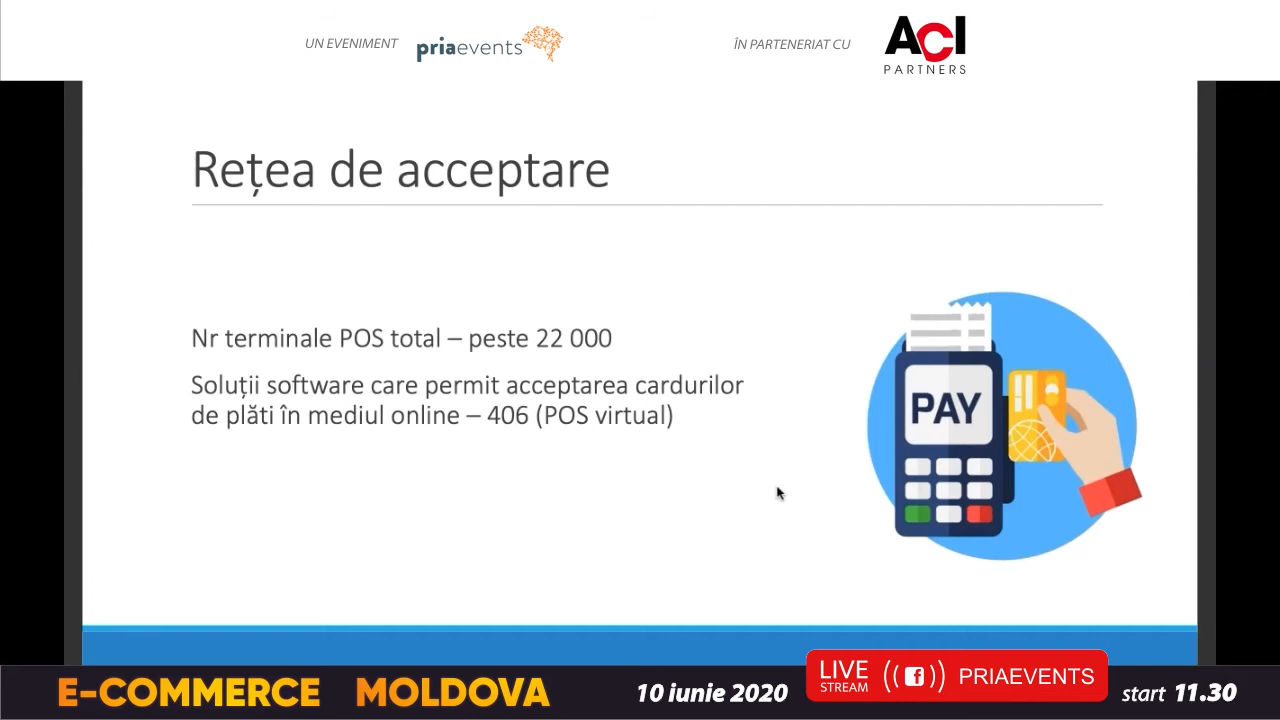 UN EVENIMENT priaevents ÎN PARTENERIAT CU ACI PARTNERS
Rețea de acceptare
Nr terminale POS total – peste 22 000
Soluții software care permit acceptarea cardurilor
de plăti în mediul online – 406 (POS virtual)
PAY
E-COMMERCE MOLDOVA 10 iunie 2020 LIVE STREAM PRIAEVENTS start 11.30